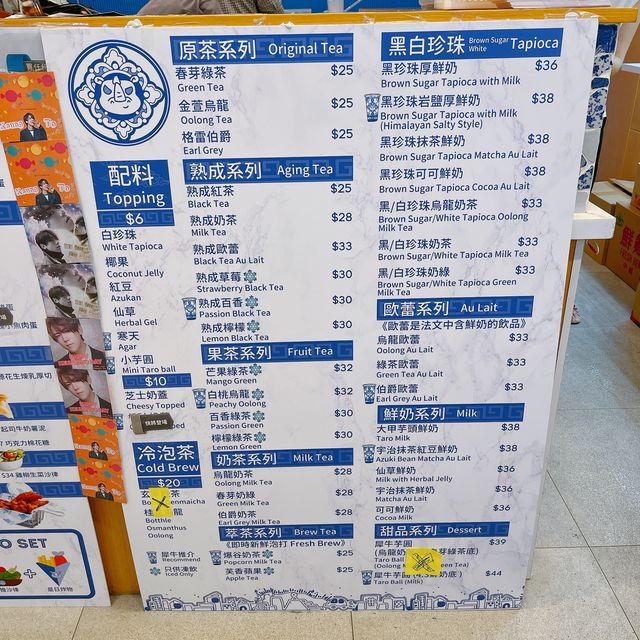 原茶系列 Original Tea
春芽綠茶 $25
Green Tea
金萱烏龍 $25
Oolong Tea
格雷伯爵 $25
Earl Grey
熟成系列 Aging Tea
熟成紅茶 $25
Black Tea
熟成奶茶 $28
Milk Tea
熟成歐蕾 $33
Black Tea Au Lait
熟成草莓 $30
Strawberry Black Tea
熟成百香 $30
Passion Black Tea
熟成檸檬 $30
Lemon Black Tea
果茶系列 Fruit Tea
芒果綠茶 $32
Mango Green
白桃烏龍 $32
Peachy Oolong
百香綠茶 $30
Passion Green
檸檬綠茶 $30
Lemon Green
奶茶系列 Milk Tea
烏龍奶茶 $28
Oolong Milk Tea
春芽奶綠 $28
Green Milk Tea
伯爵奶茶 $28
Earl Grey Milk Tea
萃茶系列 Brew Tea
《即時新鮮泡打 Fresh Brew》
爆谷奶茶 $25
Popcorn Milk Tea
芙香蘋果 $25
Apple Tea
配料
Topping
$6
白珍珠
White Tapioca
椰果
Coconut Jelly
紅豆
Azukan
仙草
Herbal Gel
寒天
Agar
小芋圓
Mini Taro ball
$10
芝士奶蓋
Cheesy Topped
快將登場
冷泡茶
Cold Brew
$20
Botthle
Osmanthus
Oolong
犀牛推介
Recommend
只供凍飲
Iced Only
黑白珍珠 Brown Sugar White Tapioca
黑珍珠厚鮮奶 $36
Brown Sugar Tapioca with Milk
黑珍珠岩鹽厚鮮奶 $38
Brown Sugar Tapioca with Milk
(Himalayan Salty Style)
黑珍珠抹茶鮮奶 $38
Brown Sugar Tapioca Matcha Au Lait
黑珍珠可可鮮奶 $38
Brown Sugar Tapioca Cocoa Au Lait
黑/白珍珠烏龍奶茶 $33
Brown Sugar/White Tapioca Oolong
Milk Tea
黑/白珍珠奶茶 $33
Brown Sugar/White Tapioca Milk Tea
黑/白珍珠奶綠 $33
Brown Sugar/White Tapioca Green
Milk Tea
歐蕾系列 Au Lait
《歐蕾是法文中含鮮奶的飲品》
烏龍歐蕾 $33
Oolong Au Lait
綠茶歐蕾 $33
Green Tea Au Lait
伯爵歐蕾 $33
Earl Grey Au Lait
鮮奶系列 Milk
大甲芋頭鮮奶 $38
Taro Milk
宇治抹茶紅豆鮮奶 $38
Azuki Bean Matcha Au Lait
仙草鮮奶 $36
Milk with Herbal Jelly
宇治抹茶鮮奶 $36
Matcha Au Lait
可可鮮奶 $36
Cocoa Milk
甜品系列 Dessert
犀牛芋圓 $39
犀牛芋圓 $44
Taro Ball (Milk)
O SET